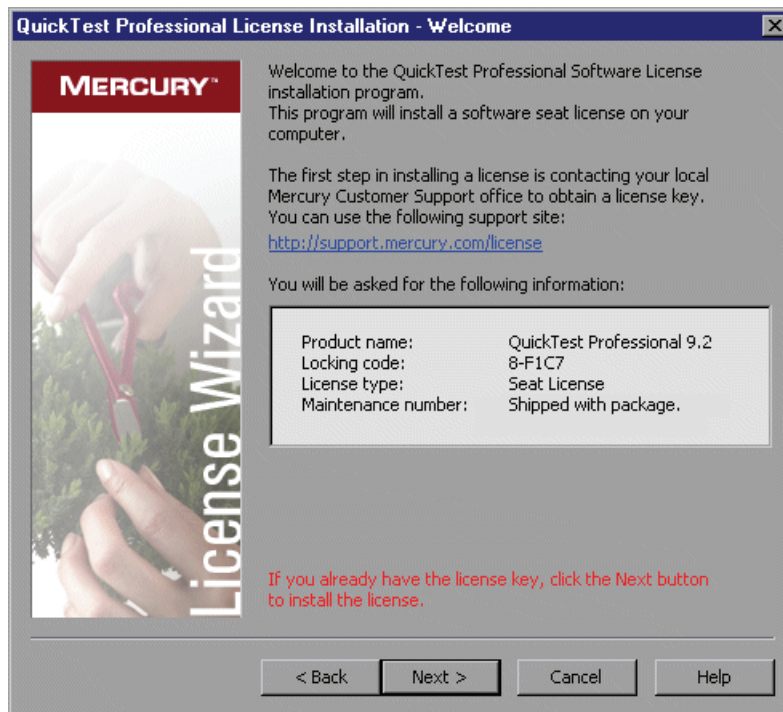 QuickTest Professional License Installation - Welcome
MERCURY™
License Wizard
Welcome to the QuickTest Professional Software License
installation program.
This program will install a software seat license on your
computer.
The first step in installing a license is contacting your local
Mercury Customer Support office to obtain a license key.
You can use the following support site:
http://support.mercury.com/license
You will be asked for the following information:
Product name: QuickTest Professional 9.2
Locking code: 8-F1C7
License type: Seat License
Maintenance number: Shipped with package.
If you already have the license key, click the Next button
to install the license.
< Back Next > Cancel Help